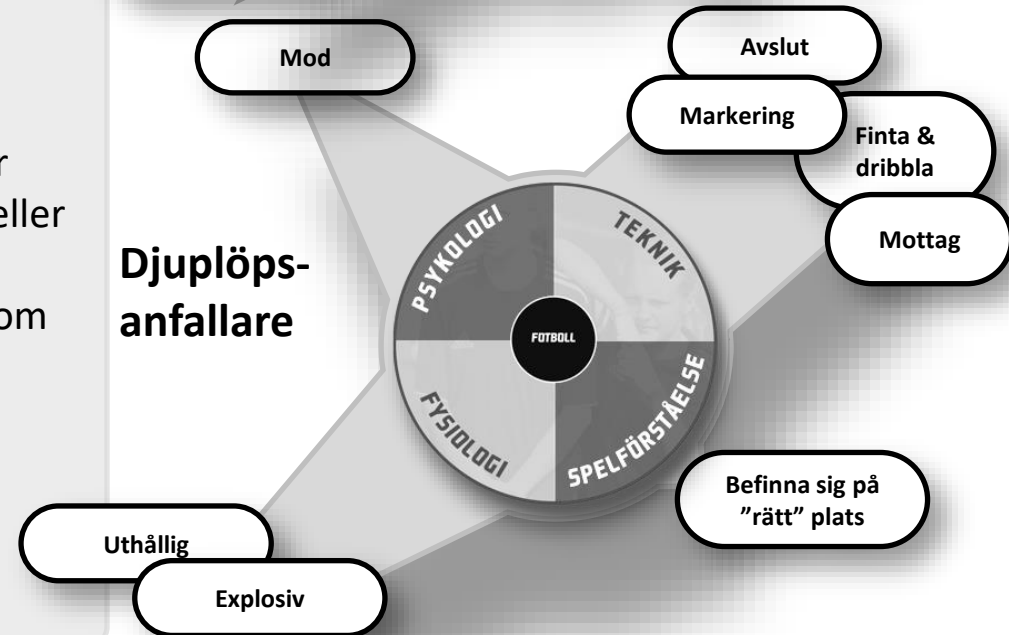 Mod
Avslut
Markering
Finta &
dribbla
Mottag
eller
om
Djuplöps-
anfallare
PSYKOLOGI
TEKNIK
FOTBOLL
FYSIOLOGI
SPELFÖRSTÅELSE
Befinna sig på
”rätt” plats
Uthållig
Explosiv